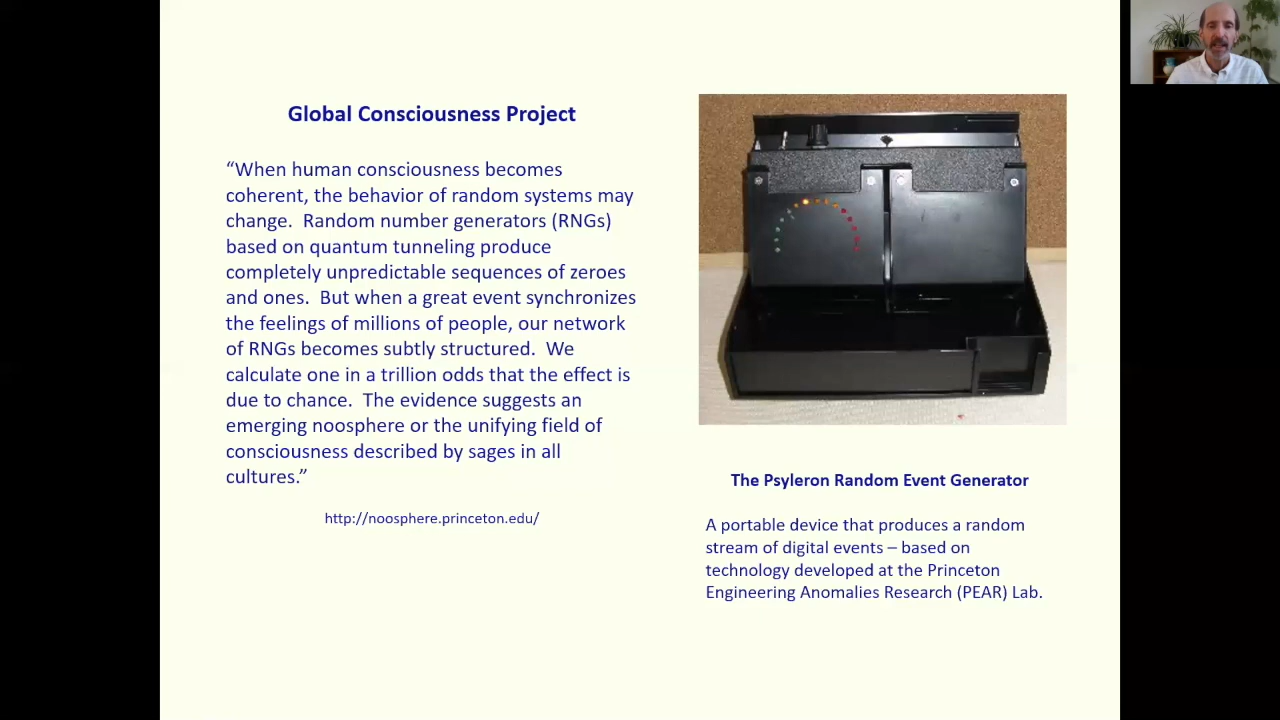 Global Consciousness Project
“When human consciousness becomes
coherent, the behavior of random systems may
change.  Random number generators (RNGs)
based on quantum tunneling produce
completely unpredictable sequences of zeroes
and ones.  But when a great event synchronizes
the feelings of millions of people, our network
of RNGs becomes subtly structured.  We
calculate one in a trillion odds that the effect is
due to chance.  The evidence suggests an
emerging noosphere or the unifying field of
consciousness described by sages in all
cultures.”
http://noosphere.princeton.edu/
The Psyleron Random Event Generator
A portable device that produces a random
stream of digital events – based on
technology developed at the Princeton
Engineering Anomalies Research (PEAR) Lab.